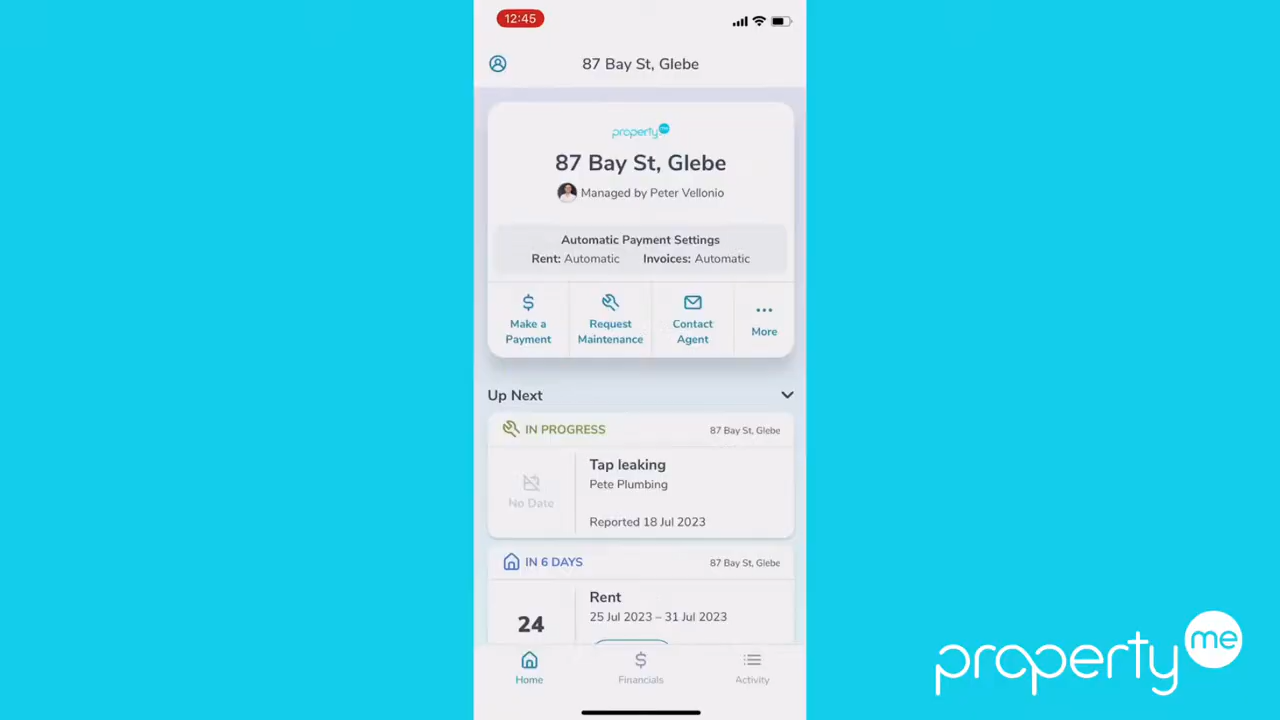 12:45
87 Bay St, Glebe
property me
87 Bay St, Glebe
Managed by Peter Vellonio
Automatic Payment Settings
Rent: Automatic Invoices: Automatic
Make a Payment
Request Maintenance
Contact Agent
More
Up Next
IN PROGRESS 87 Bay St, Glebe
No Date
Tap leaking
Pete Plumbing
Reported 18 Jul 2023
IN 6 DAYS 87 Bay St, Glebe
24
Rent
25 Jul 2023 – 31 Jul 2023
Home Financials Activity
property me